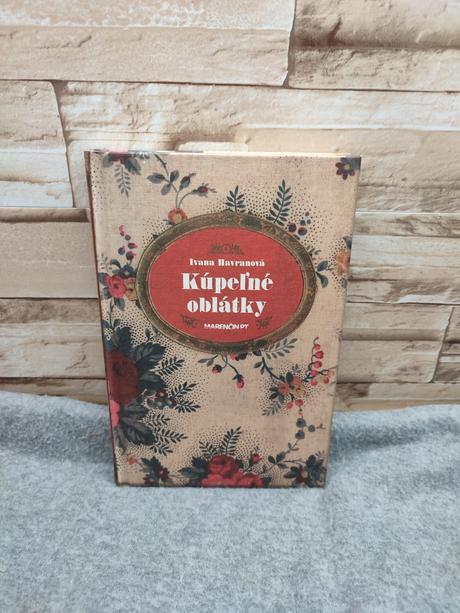 Ivana Havranová
Kúpeľné
oblátky
MARENČIN PT